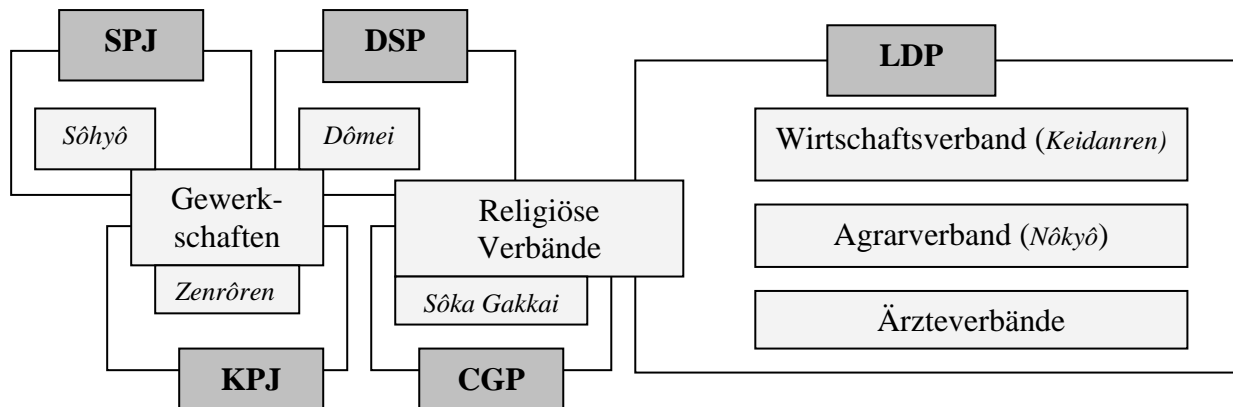 SPJ
DSP
LDP
Sôhyô
Dômei
Wirtschaftsverband (Keidanren)
Gewerk-
schaften
Religiöse
Verbände
Agrarverband (Nôkyô)
Zenrôren
Sôka Gakkai
Ärzteverbände
KPJ
CGP